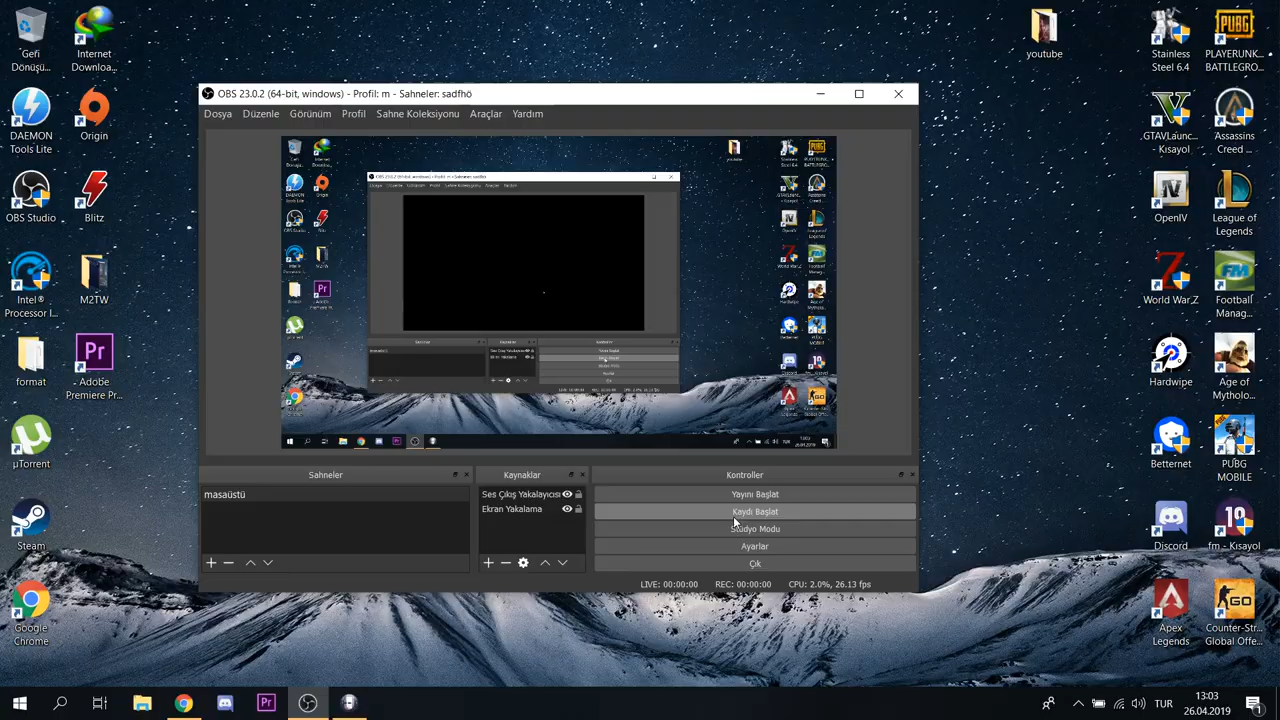 Geri
Dönüşü...
Internet
Downloa...
DAEMON
Tools Lite
Origin
OBS Studio
Blitz
Intel®
Processor I...
M2TW
format
Adobe
Premiere Pr...
µTorrent
Steam
Google
Chrome
OBS 23.0.2 (64-bit, windows) - Profil: m - Sahneler: sadfhö
Dosya Düzenle Görünüm Profil Sahne Koleksiyonu Araçlar Yardım
Sahneler
masaüstü
Kaynaklar
Ses Çıkış Yakalayıcısı
Ekran Yakalama
Kontroller
Yayını Başlat
Kaydı Başlat
Stüdyo Modu
Ayarlar
Çık
LIVE: 00:00:00 REC: 00:00:00 CPU: 2.0%, 26.13 fps
youtube
Stainless
Steel 6.4
PLAYERUNK...
BATTLEGRO...
GTAVLaunc...
- Kısayol
Assassins
Creed ...
OpenIV
League of
Legends
World War.Z
Football
Manag...
Hardwipe
Age of
Mytholo...
Betternet
PUBG
MOBILE
Discord
fm - Kısayol
Apex
Legends
Counter-Str...
Global Offe...
TUR
13:03
26.04.2019